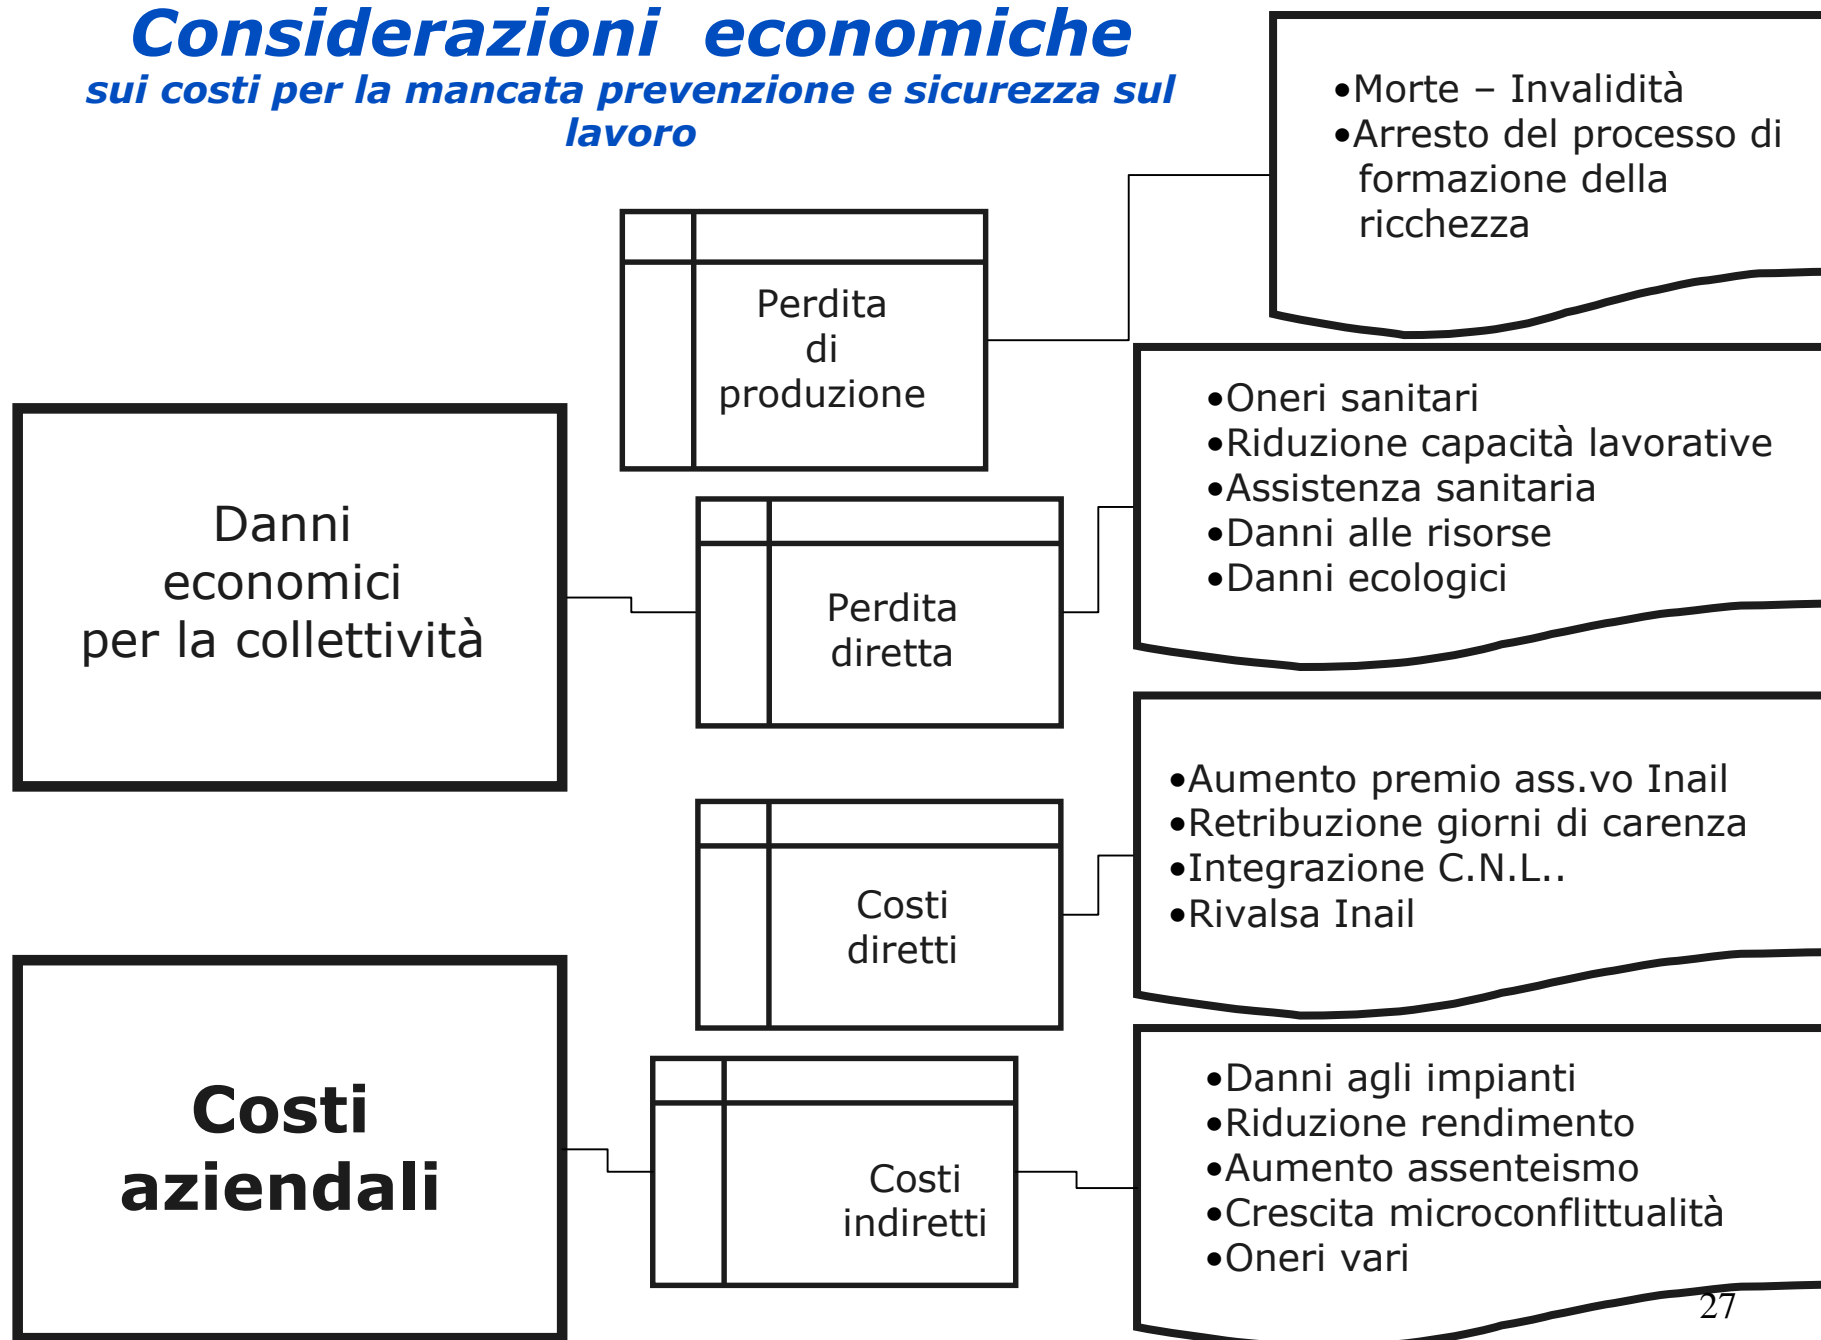 Considerazioni economiche
sui costi per la mancata prevenzione e sicurezza sul
lavoro
•Morte – Invalidità
•Arresto del processo di
formazione della
ricchezza
Perdita
di
produzione
Danni
economici
per la collettività
Perdita
diretta
•Oneri sanitari
•Riduzione capacità lavorative
•Assistenza sanitaria
•Danni alle risorse
•Danni ecologici
Costi
diretti
•Aumento premio ass.vo Inail
•Retribuzione giorni di carenza
•Integrazione C.N.L..
•Rivalsa Inail
Costi
aziendali
Costi
indiretti
•Danni agli impianti
•Riduzione rendimento
•Aumento assenteismo
•Crescita microconflittualità
•Oneri vari
27